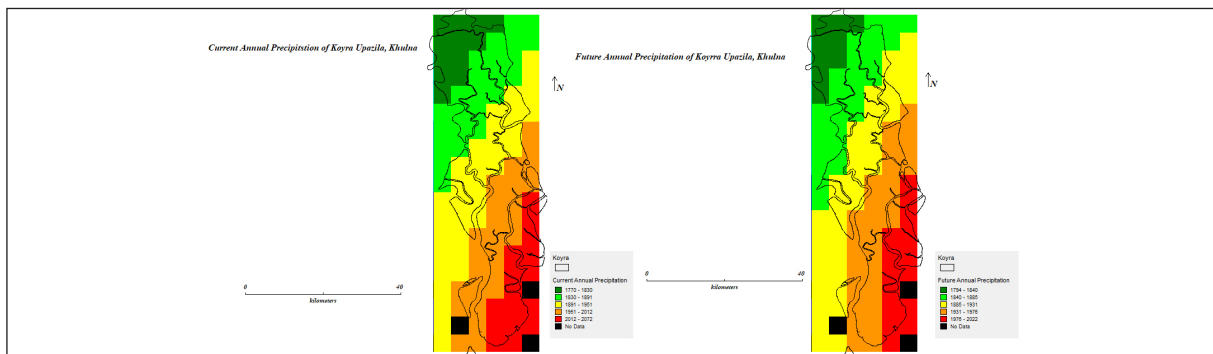 Current Annual Precipitstion of Koyra Upazila, Khulna
N
Koyra
Current Annual Precipitation
1770 - 1830
1830 - 1891
1891 - 1951
1951 - 2012
2012 - 2072
No Data
0 40
kilometers
Future Annual Precipitation of Koyrra Upazila, Khulna
N
Koyra
Future Annual Precipitation
1794 - 1840
1840 - 1885
1885 - 1931
1931 - 1976
1976 - 2022
No Data
0 40
kilometers